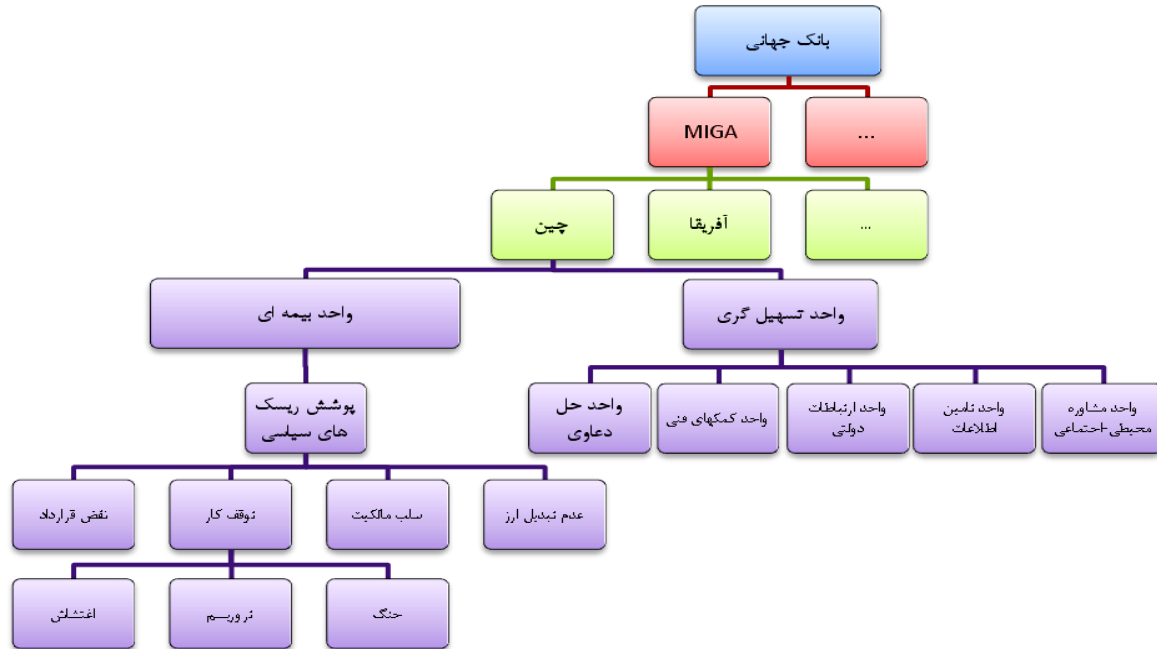 بانک جهانی
MIGA
...
چین
آفریقا
...
واحد بیمه ای
واحد تسهیل گری
پوشش ریسک
های سیاسی
واحد حل
دعاوی
واحد کمکهای فنی
واحد ارتباطات
دولتی
واحد تامین
اطلاعات
واحد مشاوره
محیطی-اجتماعی
نقض قرارداد
توقف کار
سلب مالکیت
عدم تبدیل ارز
اغتشاش
تروریسم
جنگ